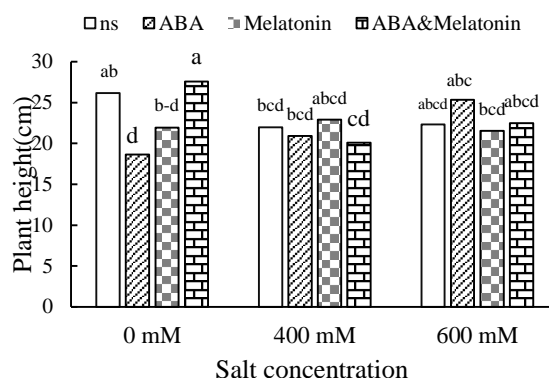 ns ABA Melatonin ABA&Melatonin
Plant height(cm)
30
25
20
15
10
5
0
ab
d
b-d
a
bcd
bcd
abcd
cd
abcd
abc
bcd
abcd
0 mM 400 mM 600 mM
Salt concentration